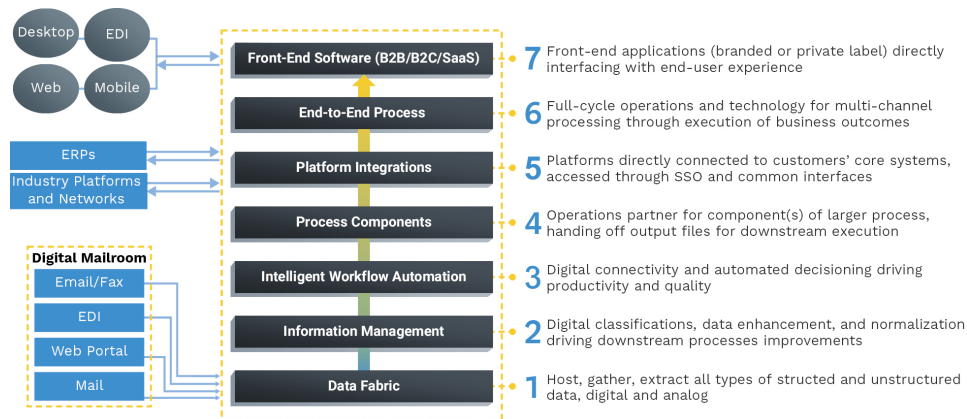 Desktop
EDI
Web
Mobile
Front-End Software (B2B/B2C/SaaS)
7
Front-end applications (branded or private label) directly
interfacing with end-user experience
End-to-End Process
6
Full-cycle operations and technology for multi-channel
processing through execution of business outcomes
ERPs
Industry Platforms
and Networks
Platform Integrations
5
Platforms directly connected to customers’ core systems,
accessed through SSO and common interfaces
Process Components
4
Operations partner for component(s) of larger process,
handing off output files for downstream execution
Digital Mailroom
Email/Fax
EDI
Web Portal
Mail
Intelligent Workflow Automation
3
Digital connectivity and automated decisioning driving
productivity and quality
Information Management
2
Digital classifications, data enhancement, and normalization
driving downstream processes improvements
Data Fabric
1
Host, gather, extract all types of structed and unstructured
data, digital and analog